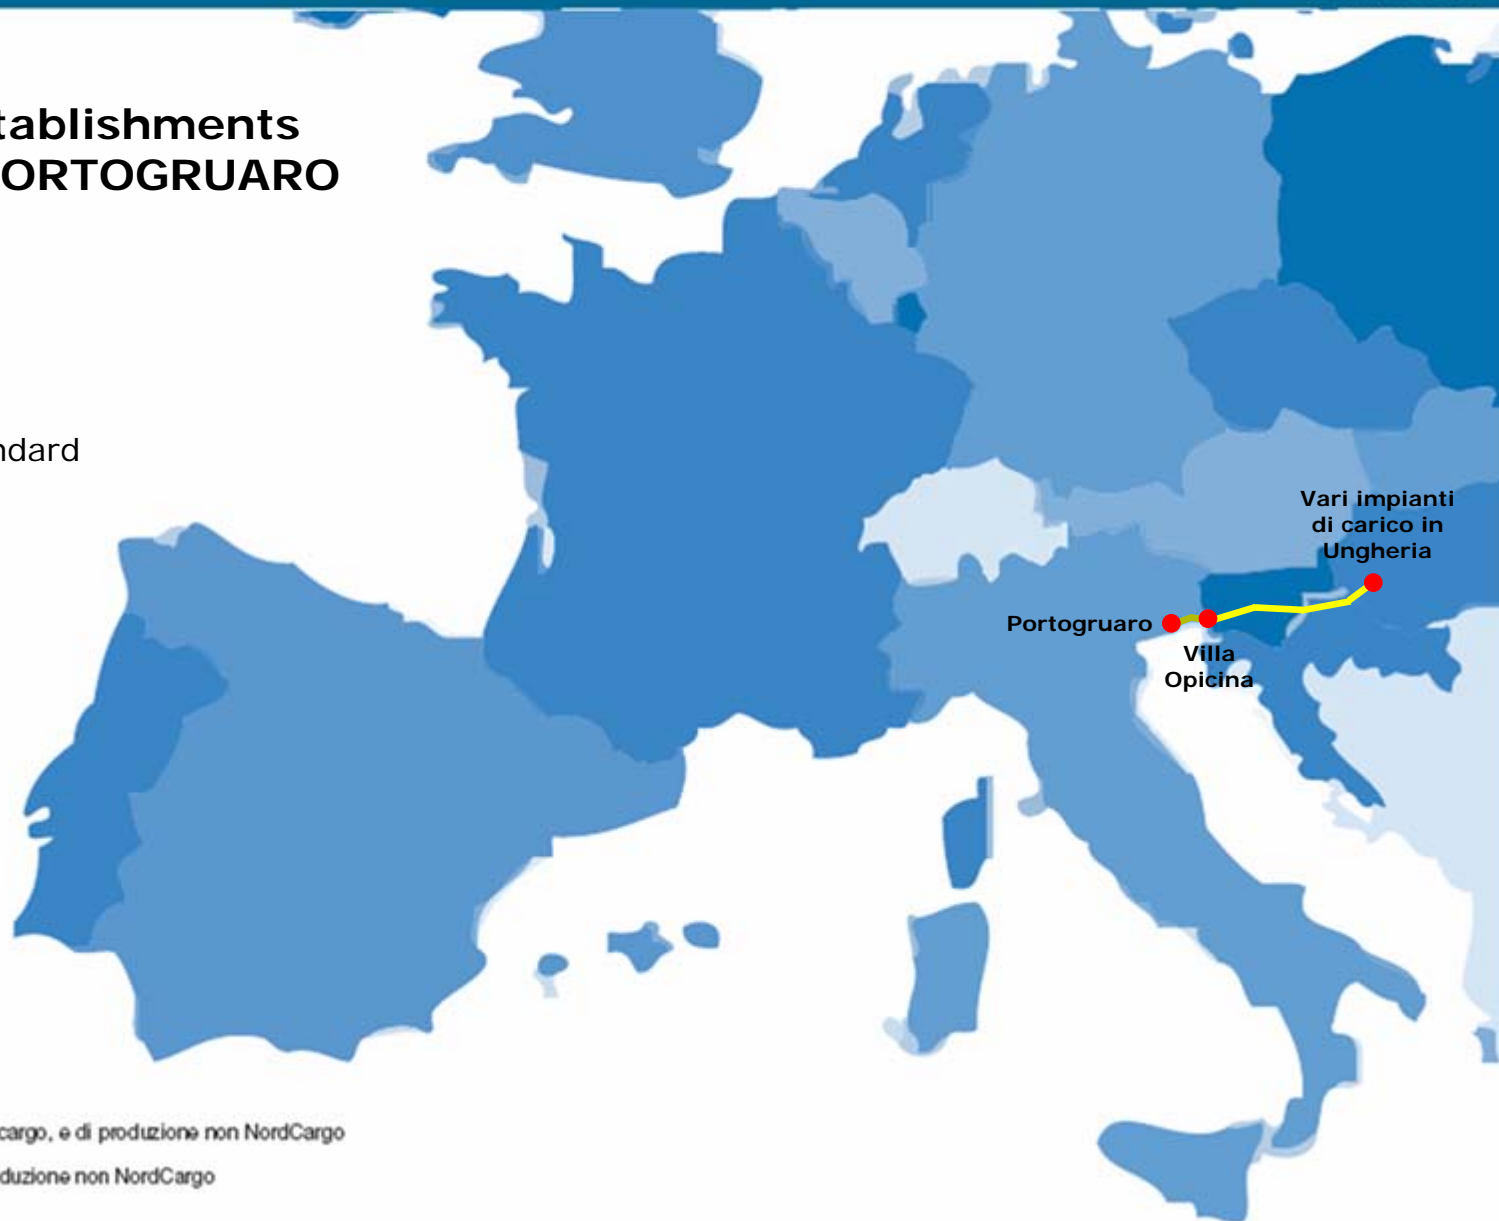 tablishments
ORTOGRUARO
ndard
Vari impianti
di carico in
Ungheria
Portogruaro
Villa
Opicina
cargo, e di produzione non NordCargo
duzione non NordCargo